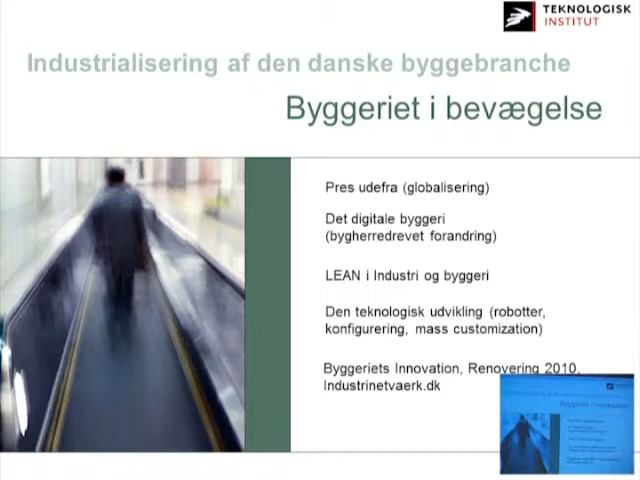 TEKNOLOGISK
INSTITUT
Industrialisering af den danske byggebranche
Byggeriet i bevægelse
Pres udefra (globalisering)
Det digitale byggeri
(bygherredrevet forandring)
LEAN i Industri og byggeri
Den teknologisk udvikling (robotter,
konfigurering, mass customization)
Byggeriets Innovation, Renovering 2010,
Industrinetvaerk.dk